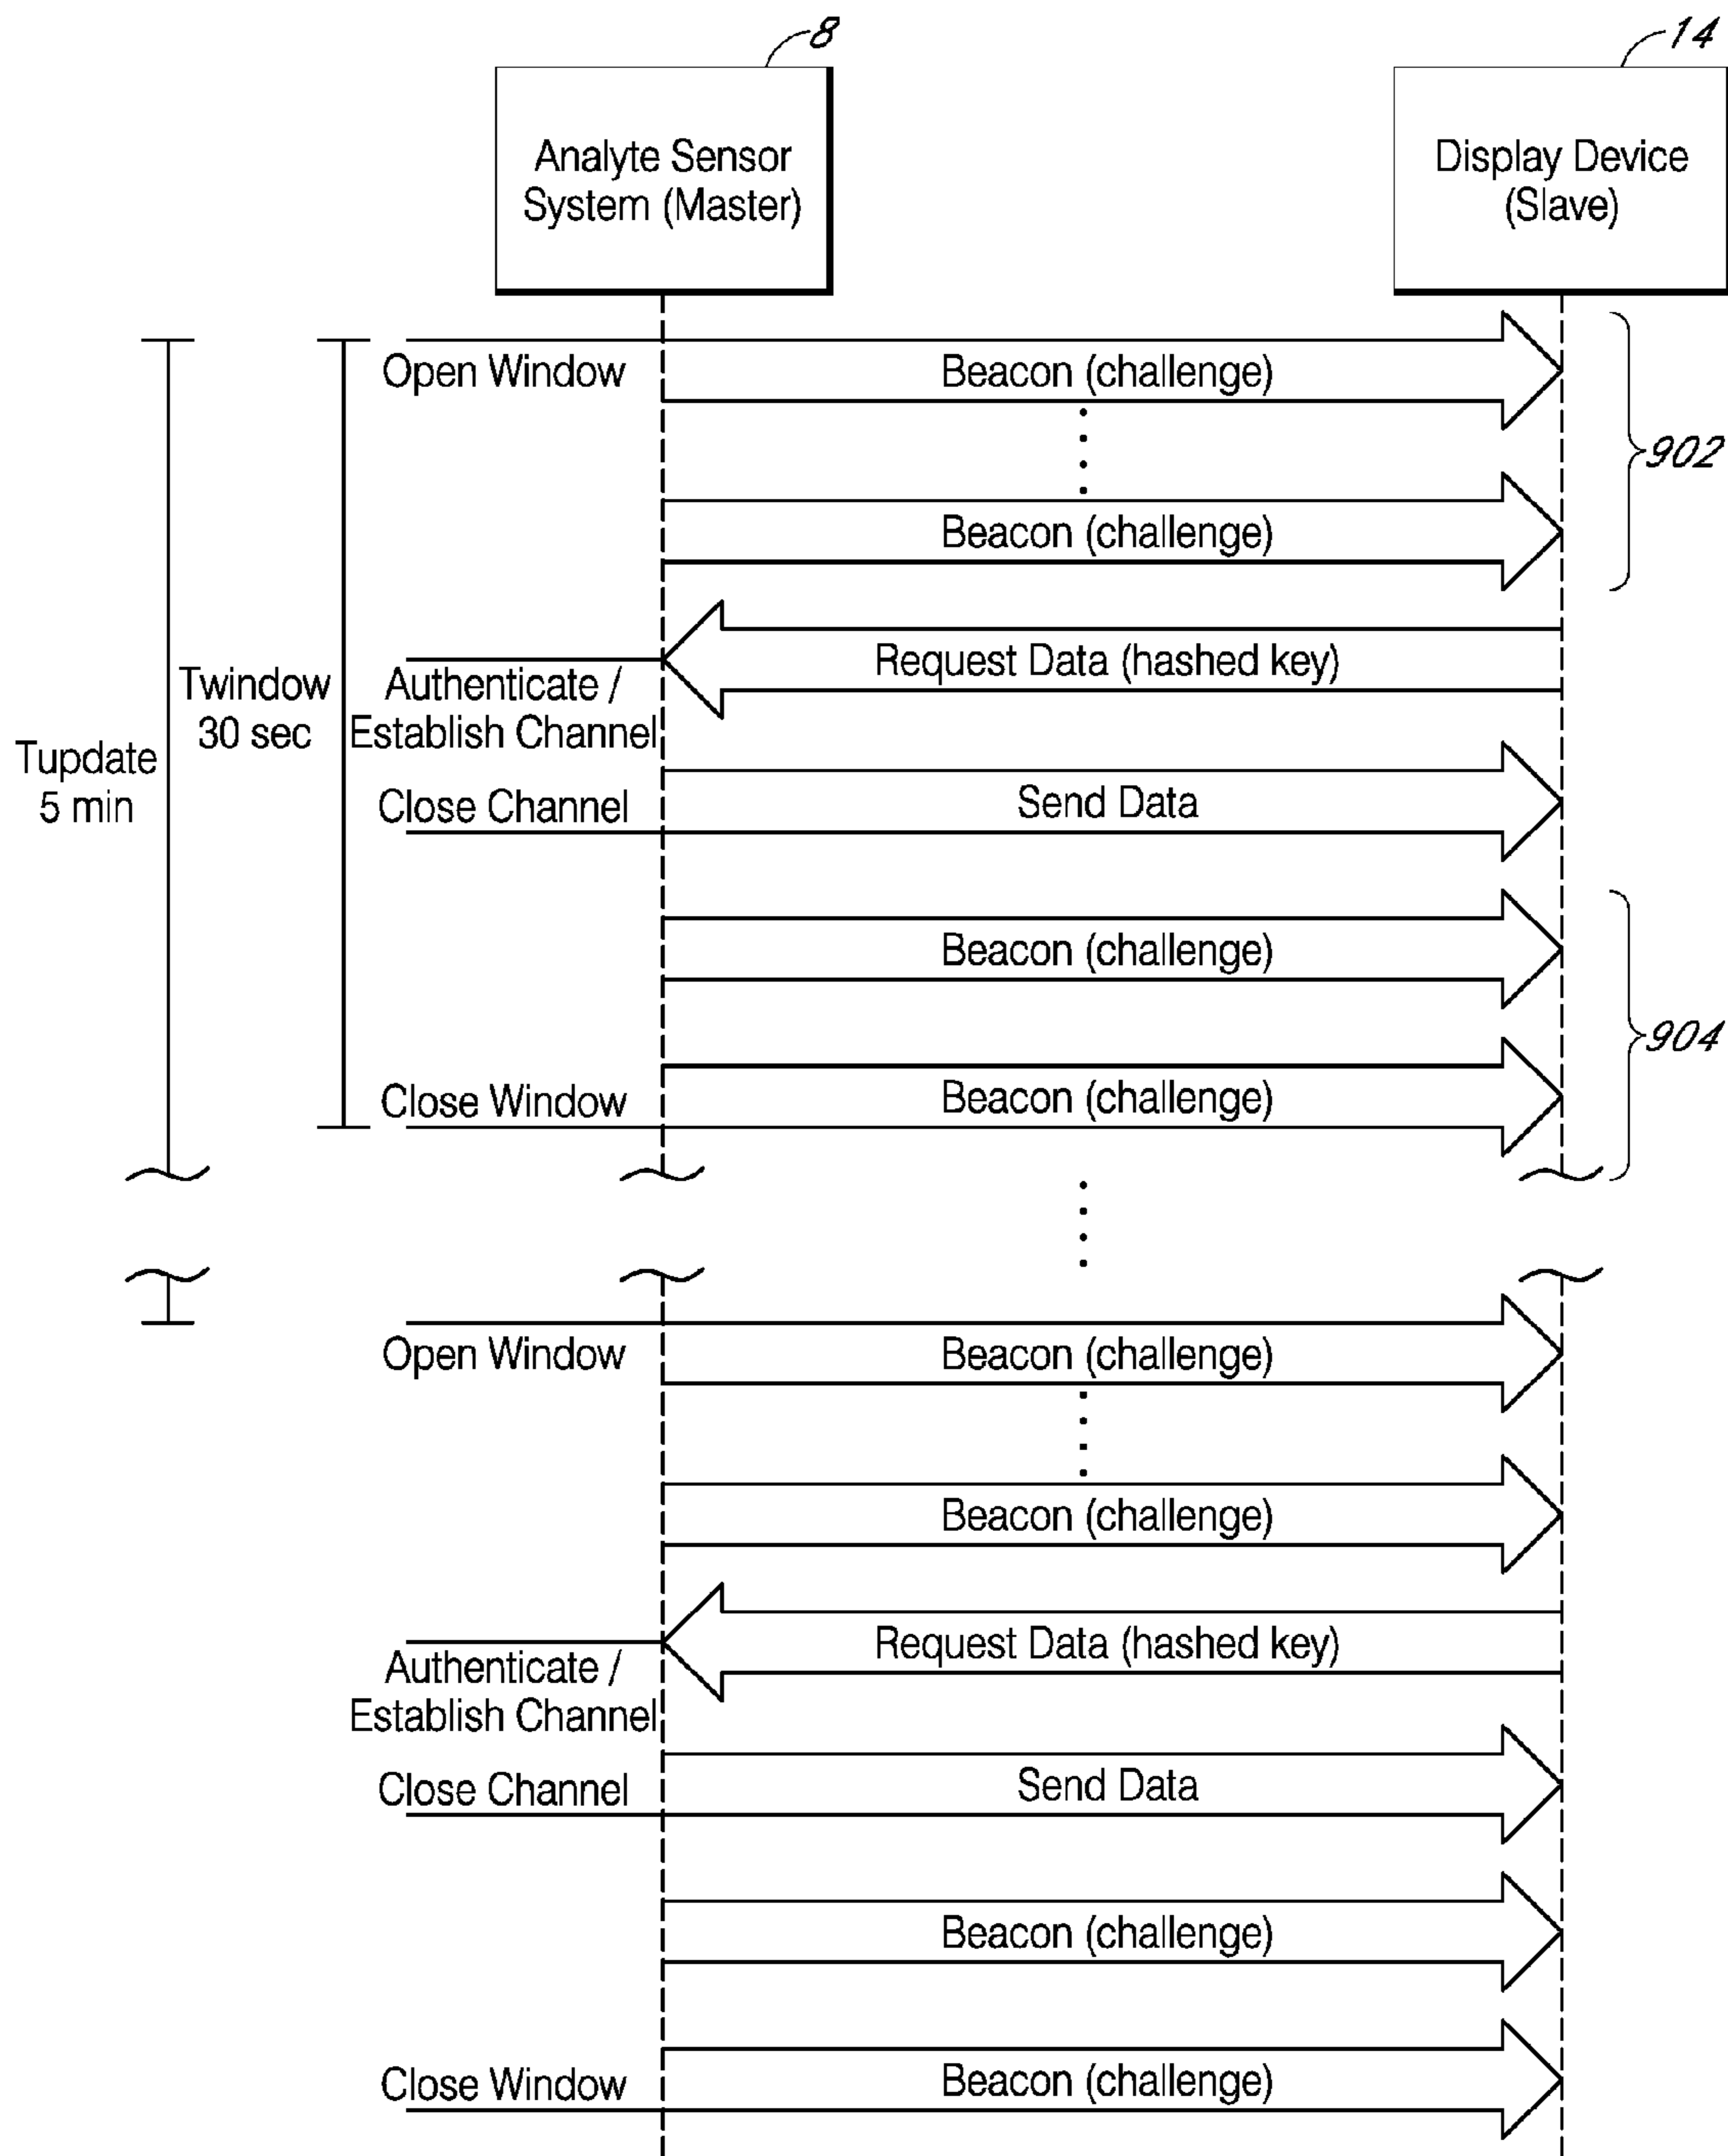 8
14
Analyte Sensor
System (Master)
Display Device
(Slave)
Open Window
Beacon (challenge)
902
Beacon (challenge)
Request Data (hashed key)
Twindow
30 sec
Authenticate /
Establish Channel
Tupdate
5 min
Close Channel
Send Data
Beacon (challenge)
904
Close Window
Beacon (challenge)
Open Window
Beacon (challenge)
Beacon (challenge)
Request Data (hashed key)
Authenticate /
Establish Channel
Close Channel
Send Data
Beacon (challenge)
Close Window
Beacon (challenge)